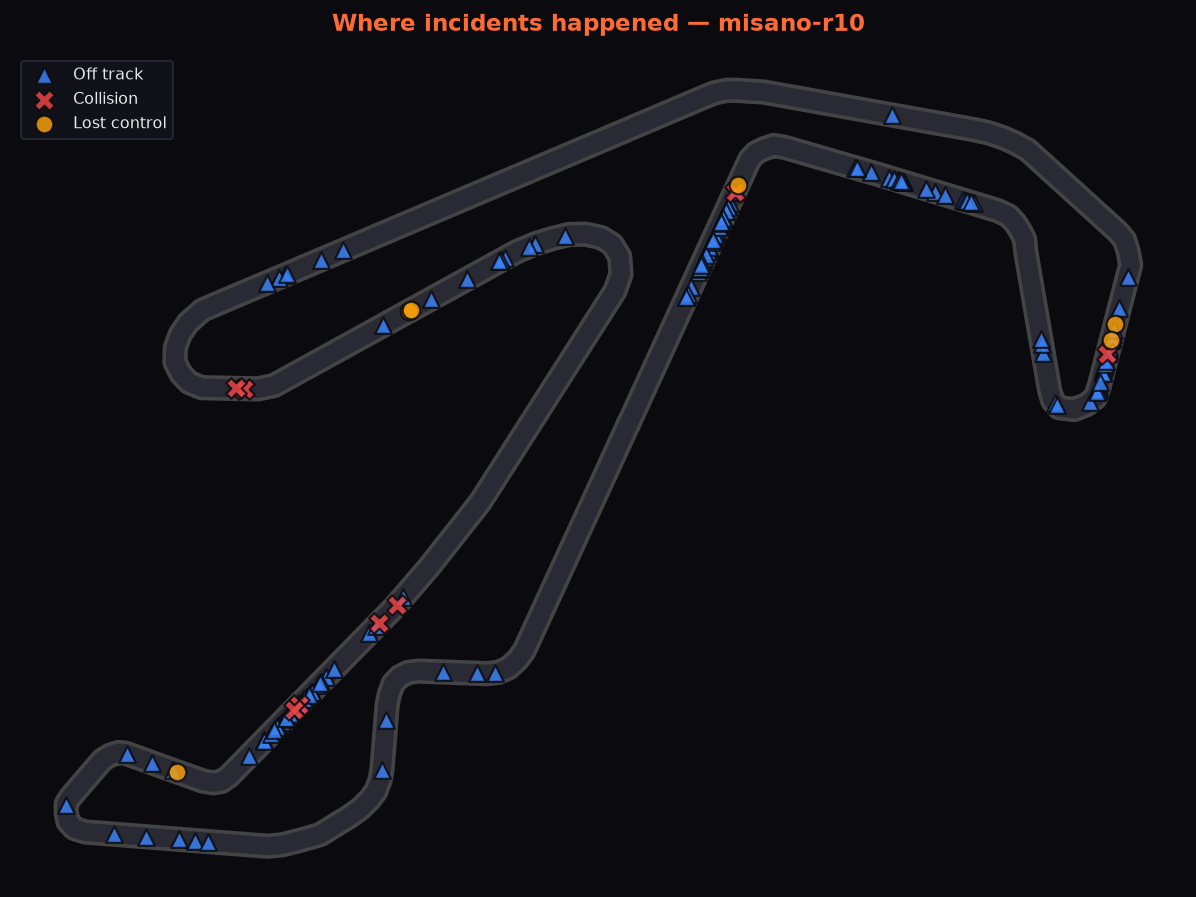 Where incidents happened — misano-r10
Off track
Collision
Lost control